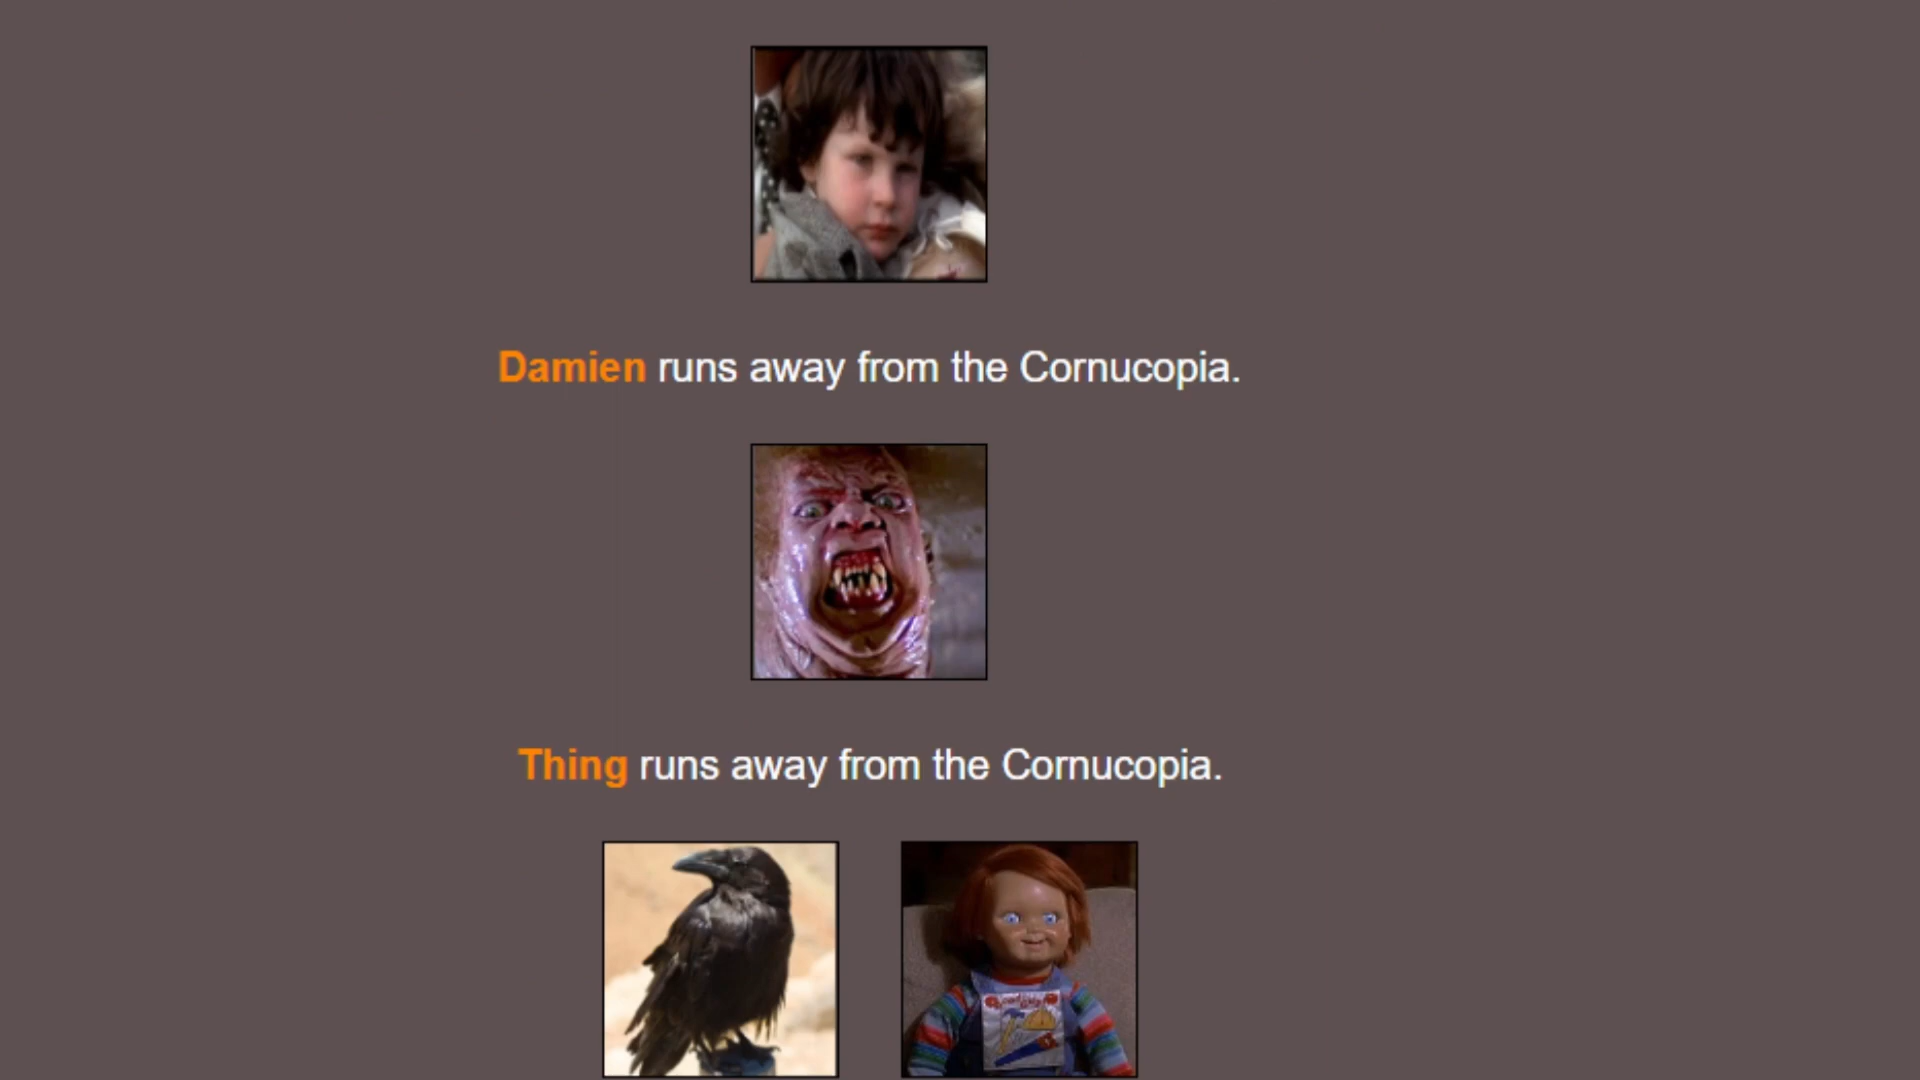 Damien runs away from the Cornucopia.
Thing runs away from the Cornucopia.